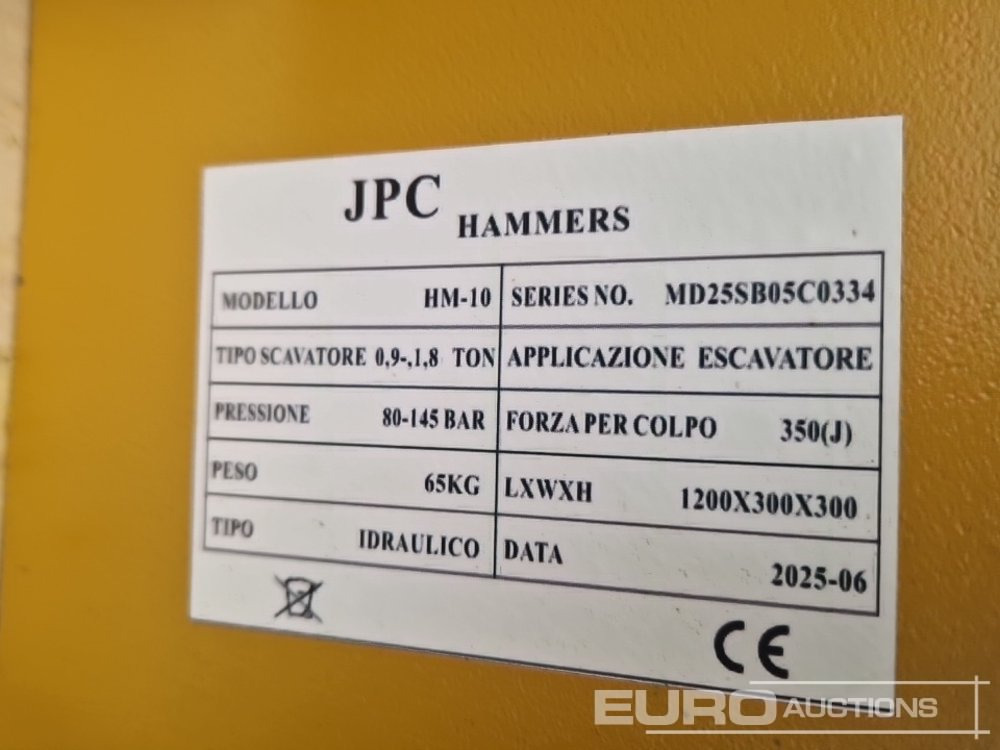 JPC HAMMERS
MODELLO HM-10 SERIES NO. MD25SB05C0334
TIPO SCAVATORE 0,9-,1,8 TON APPLICAZIONE ESCAVATORE
PRESSIONE 80-145 BAR FORZA PER COLPO 350(J)
PESO 65KG LXWXH 1200X300X300
TIPO IDRAULICO DATA 2025-06
CE
EURO AUCTIONS